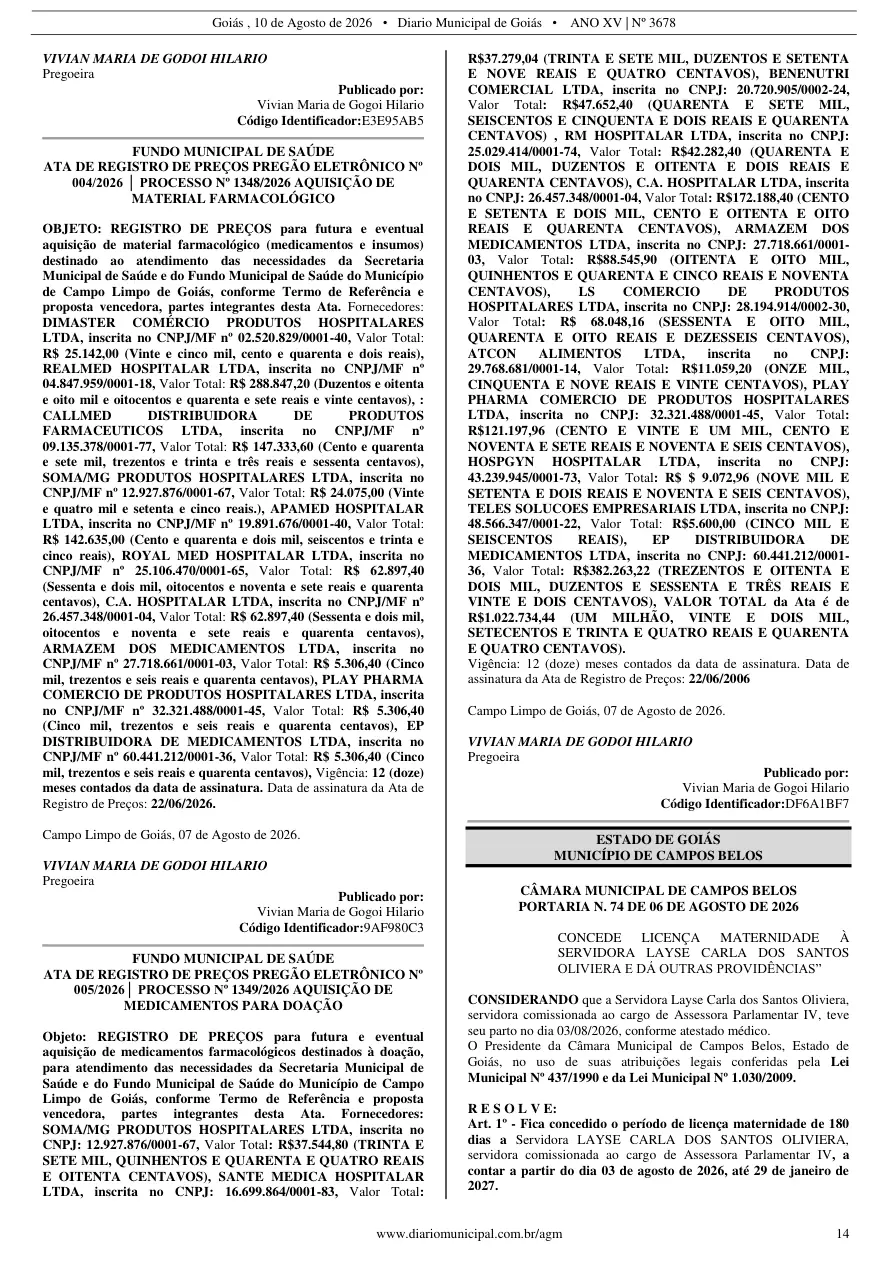 Goiás , 10 de Agosto de 2026 • Diario Municipal de Goiás • ANO XV | Nº 3678
VIVIAN MARIA DE GODOI HILARIO
Pregoeira
Publicado por:
Vivian Maria de Gogoi Hilario
Código Identificador:E3E95AB5
FUNDO MUNICIPAL DE SAÚDE
ATA DE REGISTRO DE PREÇOS PREGÃO ELETRÔNICO Nº
004/2026 │ PROCESSO Nº 1348/2026 AQUISIÇÃO DE
MATERIAL FARMACOLÓGICO
OBJETO: REGISTRO DE PREÇOS para futura e eventual
aquisição de material farmacológico (medicamentos e insumos)
destinado ao atendimento das necessidades da Secretaria
Municipal de Saúde e do Fundo Municipal de Saúde do Município
de Campo Limpo de Goiás, conforme Termo de Referência e
proposta vencedora, partes integrantes desta Ata. Fornecedores:
DIMASTER COMÉRCIO PRODUTOS HOSPITALARES
LTDA, inscrita no CNPJ/MF nº 02.520.829/0001-40, Valor Total:
R$ 25.142,00 (Vinte e cinco mil, cento e quarenta e dois reais),
REALMED HOSPITALAR LTDA, inscrita no CNPJ/MF nº
04.847.959/0001-18, Valor Total: R$ 288.847,20 (Duzentos e oitenta
e oito mil e oitocentos e quarenta e sete reais e vinte centavos), :
CALLMED DISTRIBUIDORA DE PRODUTOS
FARMACEUTICOS LTDA, inscrita no CNPJ/MF nº
09.135.378/0001-77, Valor Total: R$ 147.333,60 (Cento e quarenta
e sete mil, trezentos e trinta e três reais e sessenta centavos),
SOMA/MG PRODUTOS HOSPITALARES LTDA, inscrita no
CNPJ/MF nº 12.927.876/0001-67, Valor Total: R$ 24.075,00 (Vinte
e quatro mil e setenta e cinco reais.), APAMED HOSPITALAR
LTDA, inscrita no CNPJ/MF nº 19.891.676/0001-40, Valor Total:
R$ 142.635,00 (Cento e quarenta e dois mil, seiscentos e trinta e
cinco reais), ROYAL MED HOSPITALAR LTDA, inscrita no
CNPJ/MF nº 25.106.470/0001-65, Valor Total: R$ 62.897,40
(Sessenta e dois mil, oitocentos e noventa e sete reais e quarenta
centavos), C.A. HOSPITALAR LTDA, inscrita no CNPJ/MF nº
26.457.348/0001-04, Valor Total: R$ 62.897,40 (Sessenta e dois mil,
oitocentos e noventa e sete reais e quarenta centavos),
ARMAZEM DOS MEDICAMENTOS LTDA, inscrita no
CNPJ/MF nº 27.718.661/0001-03, Valor Total: R$ 5.306,40 (Cinco
mil, trezentos e seis reais e quarenta centavos), PLAY PHARMA
COMERCIO DE PRODUTOS HOSPITALARES LTDA, inscrita
no CNPJ/MF nº 32.321.488/0001-45, Valor Total: R$ 5.306,40
(Cinco mil, trezentos e seis reais e quarenta centavos), EP
DISTRIBUIDORA DE MEDICAMENTOS LTDA, inscrita no
CNPJ/MF nº 60.441.212/0001-36, Valor Total: R$ 5.306,40 (Cinco
mil, trezentos e seis reais e quarenta centavos), Vigência: 12 (doze)
meses contados da data de assinatura. Data de assinatura da Ata de
Registro de Preços: 22/06/2026.
Campo Limpo de Goiás, 07 de Agosto de 2026.
VIVIAN MARIA DE GODOI HILARIO
Pregoeira
Publicado por:
Vivian Maria de Gogoi Hilario
Código Identificador:9AF980C3
FUNDO MUNICIPAL DE SAÚDE
ATA DE REGISTRO DE PREÇOS PREGÃO ELETRÔNICO Nº
005/2026│ PROCESSO Nº 1349/2026 AQUISIÇÃO DE
MEDICAMENTOS PARA DOAÇÃO
Objeto: REGISTRO DE PREÇOS para futura e eventual
aquisição de medicamentos farmacológicos destinados à doação,
para atendimento das necessidades da Secretaria Municipal de
Saúde e do Fundo Municipal de Saúde do Município de Campo
Limpo de Goiás, conforme Termo de Referência e proposta
vencedora, partes integrantes desta Ata. Fornecedores:
SOMA/MG PRODUTOS HOSPITALARES LTDA, inscrita no
CNPJ: 12.927.876/0001-67, Valor Total: R$37.544,80 (TRINTA E
SETE MIL, QUINHENTOS E QUARENTA E QUATRO REAIS
E OITENTA CENTAVOS), SANTE MEDICA HOSPITALAR
LTDA, inscrita no CNPJ: 16.699.864/0001-83, Valor Total:
R$37.279,04 (TRINTA E SETE MIL, DUZENTOS E SETENTA
E NOVE REAIS E QUATRO CENTAVOS), BENENUTRI
COMERCIAL LTDA, inscrita no CNPJ: 20.720.905/0002-24,
Valor Total: R$47.652,40 (QUARENTA E SETE MIL,
SEISCENTOS E CINQUENTA E DOIS REAIS E QUARENTA
CENTAVOS) , RM HOSPITALAR LTDA, inscrita no CNPJ:
25.029.414/0001-74, Valor Total: R$42.282,40 (QUARENTA E
DOIS MIL, DUZENTOS E OITENTA E DOIS REAIS E
QUARENTA CENTAVOS), C.A. HOSPITALAR LTDA, inscrita
no CNPJ: 26.457.348/0001-04, Valor Total: R$172.188,40 (CENTO
E SETENTA E DOIS MIL, CENTO E OITENTA E OITO
REAIS E QUARENTA CENTAVOS), ARMAZEM DOS
MEDICAMENTOS LTDA, inscrita no CNPJ: 27.718.661/0001-
03, Valor Total: R$88.545,90 (OITENTA E OITO MIL,
QUINHENTOS E QUARENTA E CINCO REAIS E NOVENTA
CENTAVOS), LS COMERCIO DE PRODUTOS
HOSPITALARES LTDA, inscrita no CNPJ: 28.194.914/0002-30,
Valor Total: R$ 68.048,16 (SESSENTA E OITO MIL,
QUARENTA E OITO REAIS E DEZESSEIS CENTAVOS),
ATCON ALIMENTOS LTDA, inscrita no CNPJ:
29.768.681/0001-14, Valor Total: R$11.059,20 (ONZE MIL,
CINQUENTA E NOVE REAIS E VINTE CENTAVOS), PLAY
PHARMA COMERCIO DE PRODUTOS HOSPITALARES
LTDA, inscrita no CNPJ: 32.321.488/0001-45, Valor Total:
R$121.197,96 (CENTO E VINTE E UM MIL, CENTO E
NOVENTA E SETE REAIS E NOVENTA E SEIS CENTAVOS),
HOSPGYN HOSPITALAR LTDA, inscrita no CNPJ:
43.239.945/0001-73, Valor Total: R$ $ 9.072,96 (NOVE MIL E
SETENTA E DOIS REAIS E NOVENTA E SEIS CENTAVOS),
TELES SOLUCOES EMPRESARIAIS LTDA, inscrita no CNPJ:
48.566.347/0001-22, Valor Total: R$5.600,00 (CINCO MIL E
SEISCENTOS REAIS), EP DISTRIBUIDORA DE
MEDICAMENTOS LTDA, inscrita no CNPJ: 60.441.212/0001-
36, Valor Total: R$382.263,22 (TREZENTOS E OITENTA E
DOIS MIL, DUZENTOS E SESSENTA E TRÊS REAIS E
VINTE E DOIS CENTAVOS), VALOR TOTAL da Ata é de
R$1.022.734,44 (UM MILHÃO, VINTE E DOIS MIL,
SETECENTOS E TRINTA E QUATRO REAIS E QUARENTA
E QUATRO CENTAVOS).
Vigência: 12 (doze) meses contados da data de assinatura. Data de
assinatura da Ata de Registro de Preços: 22/06/2006
Campo Limpo de Goiás, 07 de Agosto de 2026.
VIVIAN MARIA DE GODOI HILARIO
Pregoeira
Publicado por:
Vivian Maria de Gogoi Hilario
Código Identificador:DF6A1BF7
ESTADO DE GOIÁS
MUNICÍPIO DE CAMPOS BELOS
CÂMARA MUNICIPAL DE CAMPOS BELOS
PORTARIA N. 74 DE 06 DE AGOSTO DE 2026
CONCEDE LICENÇA MATERNIDADE À
SERVIDORA LAYSE CARLA DOS SANTOS
OLIVIERA E DÁ OUTRAS PROVIDÊNCIAS”
CONSIDERANDO que a Servidora Layse Carla dos Santos Oliviera,
servidora comissionada ao cargo de Assessora Parlamentar IV, teve
seu parto no dia 03/08/2026, conforme atestado médico.
O Presidente da Câmara Municipal de Campos Belos, Estado de
Goiás, no uso de suas atribuições legais conferidas pela Lei
Municipal Nº 437/1990 e da Lei Municipal Nº 1.030/2009.
R E S O L V E:
Art. 1º - Fica concedido o período de licença maternidade de 180
dias a Servidora LAYSE CARLA DOS SANTOS OLIVIERA,
servidora comissionada ao cargo de Assessora Parlamentar IV, a
contar a partir do dia 03 de agosto de 2026, até 29 de janeiro de
2027.
www.diariomunicipal.com.br/agm 14